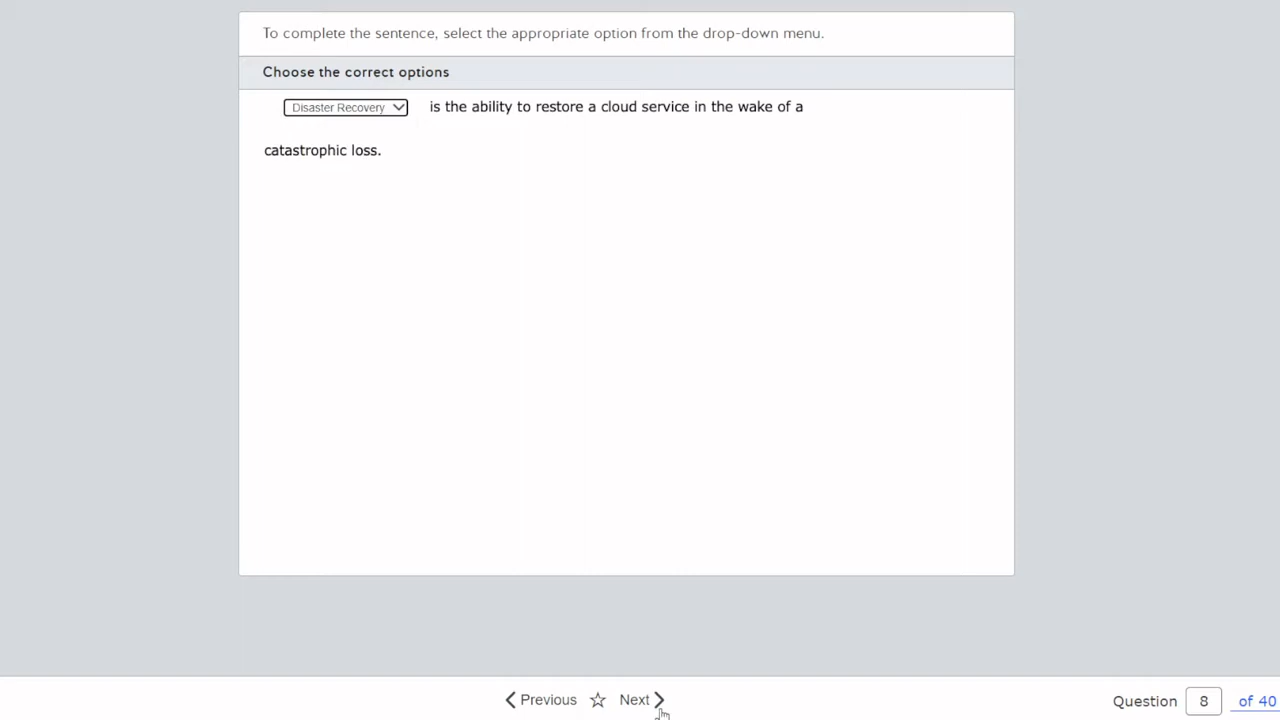 To complete the sentence, select the appropriate option from the drop-down menu.
Choose the correct options
Disaster Recovery is the ability to restore a cloud service in the wake of a
catastrophic loss.
Previous Next Question 8 of 40